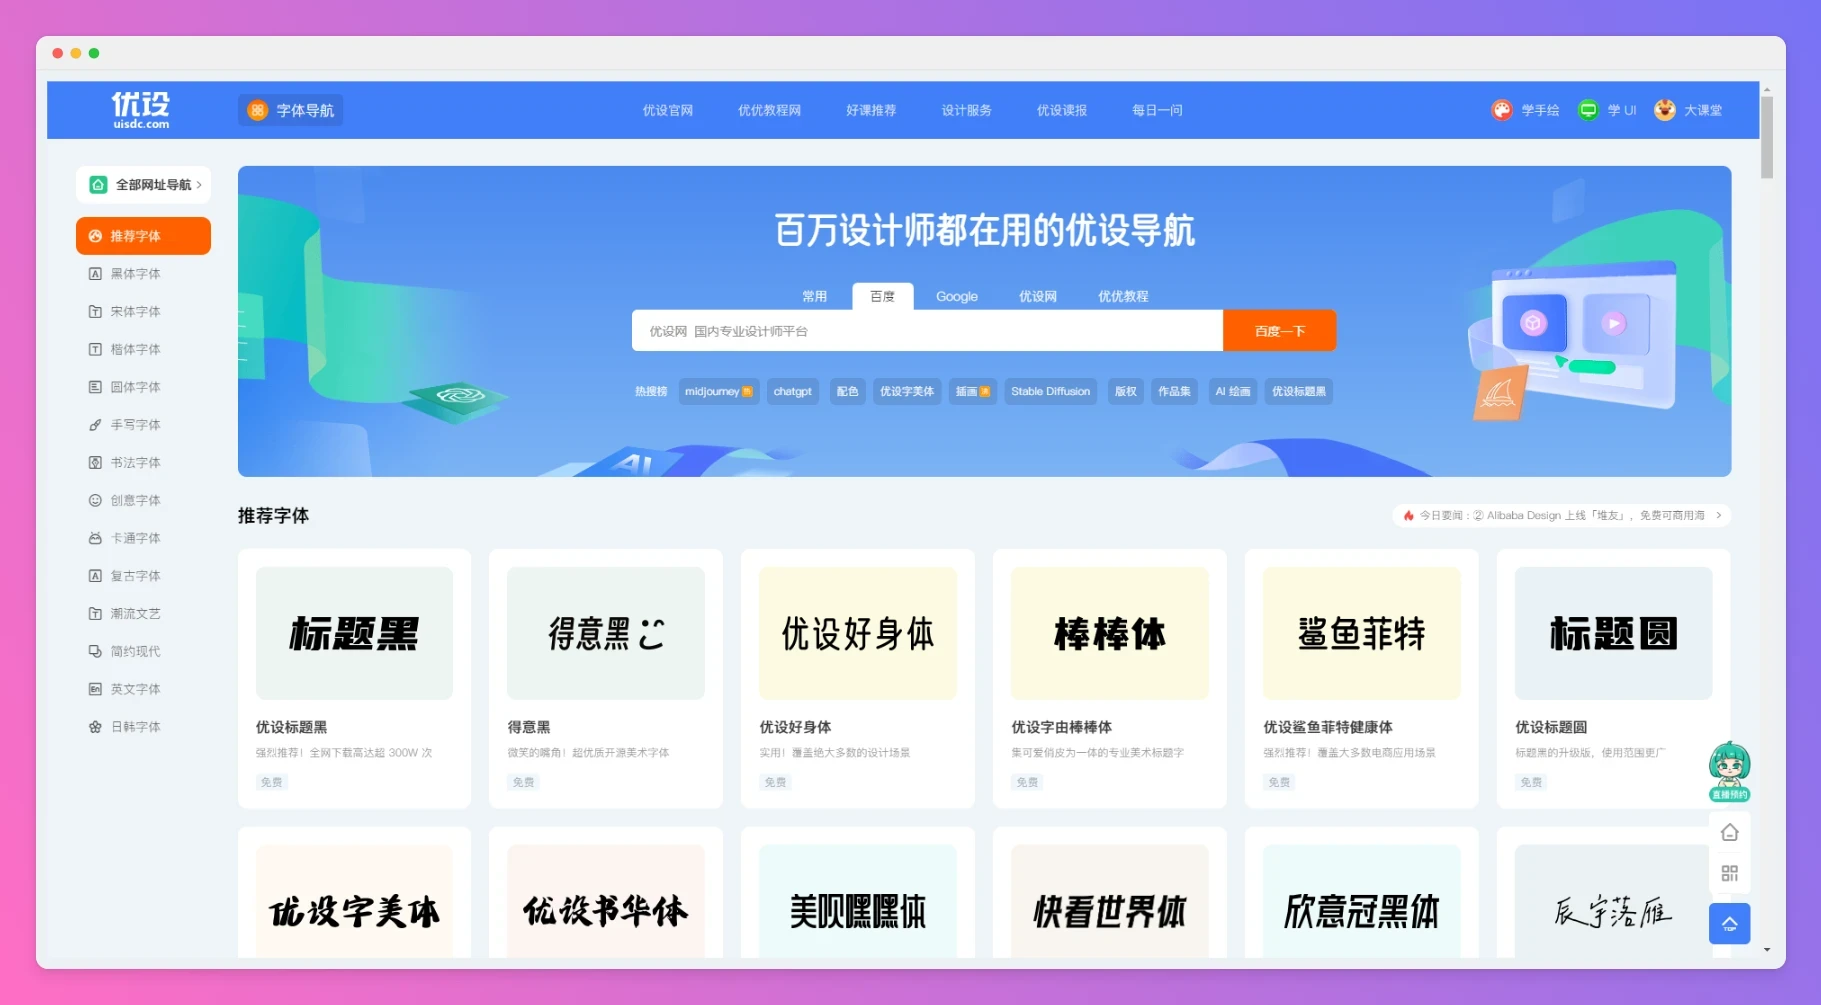 优设
uisdc.com
字体导航
优设官网 优优教程网 好课推荐 设计服务 优设读报 每日一问
学手绘 学 UI 大课堂
全部网址导航
推荐字体
黑体字体
宋体字体
楷体字体
圆体字体
手写字体
书法字体
创意字体
卡通字体
复古字体
潮流文艺
简约现代
英文字体
日韩字体
百万设计师都在用的优设导航
常用 百度 Google 优设网 优优教程
优设网 国内专业设计师平台 百度一下
热搜榜 midjourney chatgpt 配色 优设字美体 插画 Stable Diffusion 版权 作品集 AI 绘画 优设标题黑
AI
推荐字体
今日要闻：② Alibaba Design 上线「堆友」，免费可商用海
标题黑 得意黑 优设好身体 棒棒体 鲨鱼菲特 标题圆
优设标题黑 得意黑 优设好身体 优设字由棒棒体 优设鲨鱼菲特健康体 优设标题圆
强烈推荐！全网下载高达超 300W 次 微笑的嘴角！超优质开源美术字体 实用！覆盖绝大多数的设计场景 集可爱俏皮为一体的专业美术标题字 强烈推荐！覆盖大多数电商应用场景 标题黑的升级版，使用范围更广
免费 免费 免费 免费 免费 免费
直播预约
优设字美体 优设书华体 美呗嘿嘿体 快看世界体 欣意冠黑体 辰宇落雁
TOP